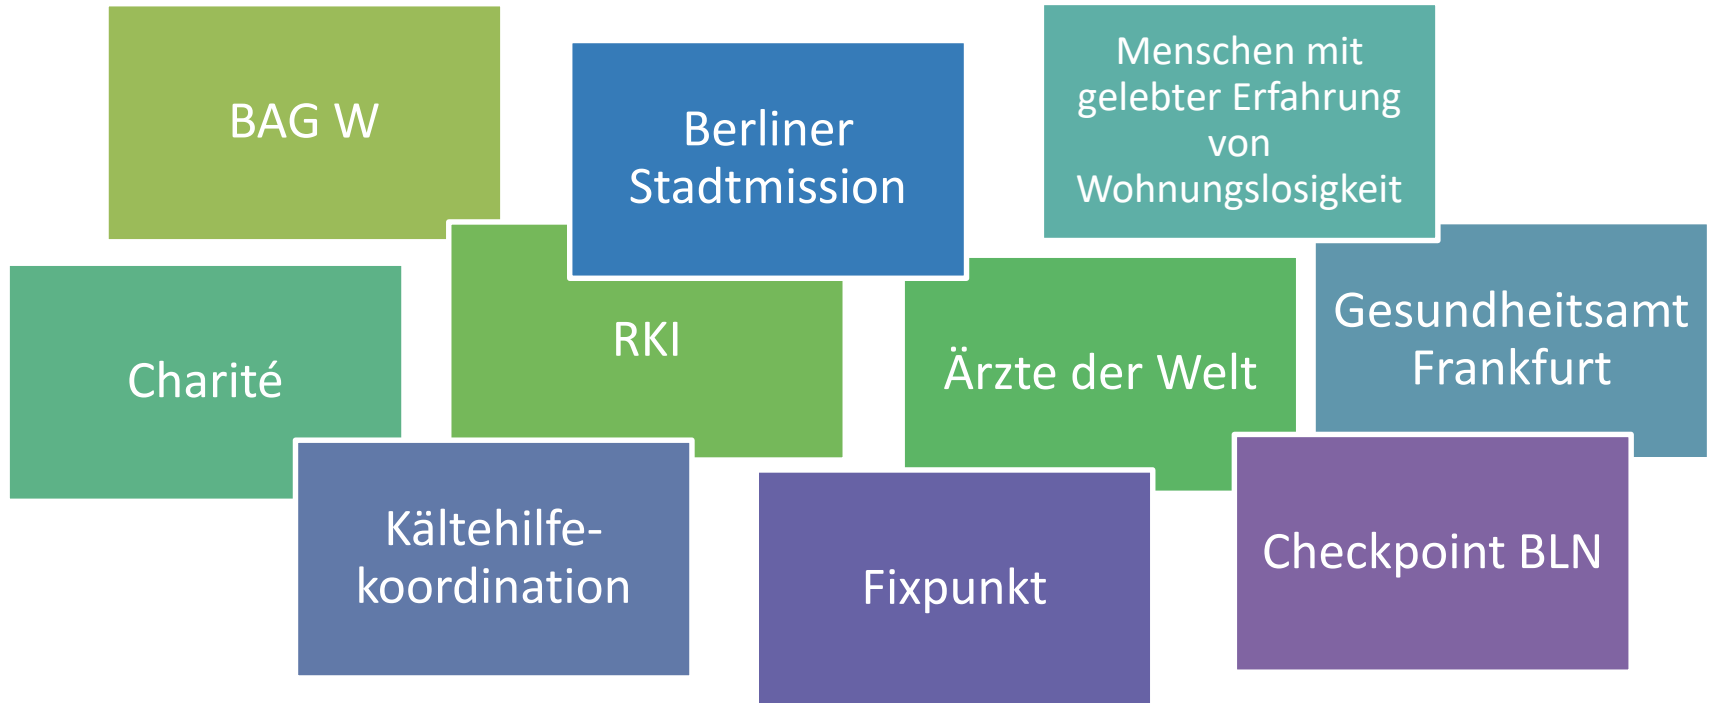 BAG W
Berliner
Stadtmission
Menschen mit
gelebter Erfahrung
von
Wohnungslosigkeit
Charité
RKI
Ärzte der Welt
Gesundheitsamt
Frankfurt
Kältehilfe-
koordination
Fixpunkt
Checkpoint BLN